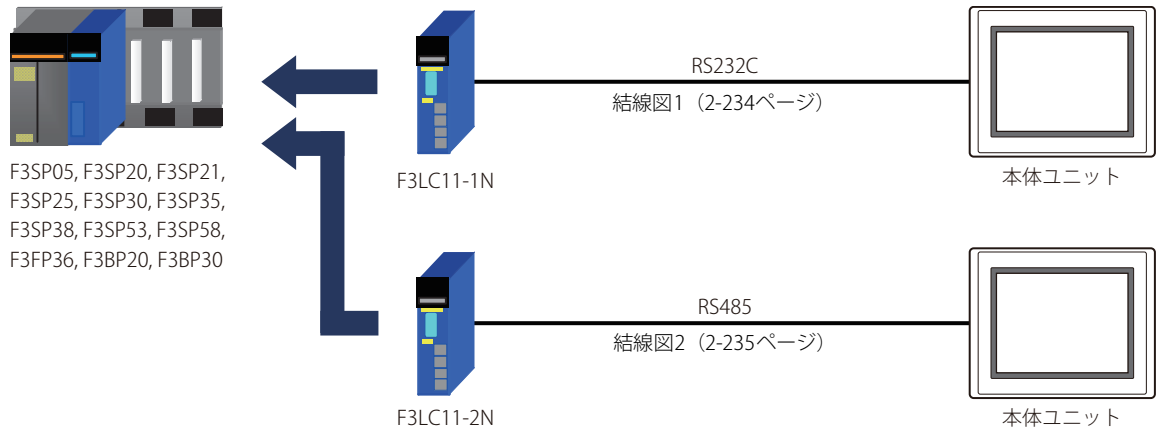 F3SP05, F3SP20, F3SP21,
F3SP25, F3SP30, F3SP35,
F3SP38, F3SP53, F3SP58,
F3FP36, F3BP20, F3BP30
F3LC11-1N
RS232C
結線図1（2-234ページ）
本体ユニット
F3LC11-2N
RS485
結線図2（2-235ページ）
本体ユニット